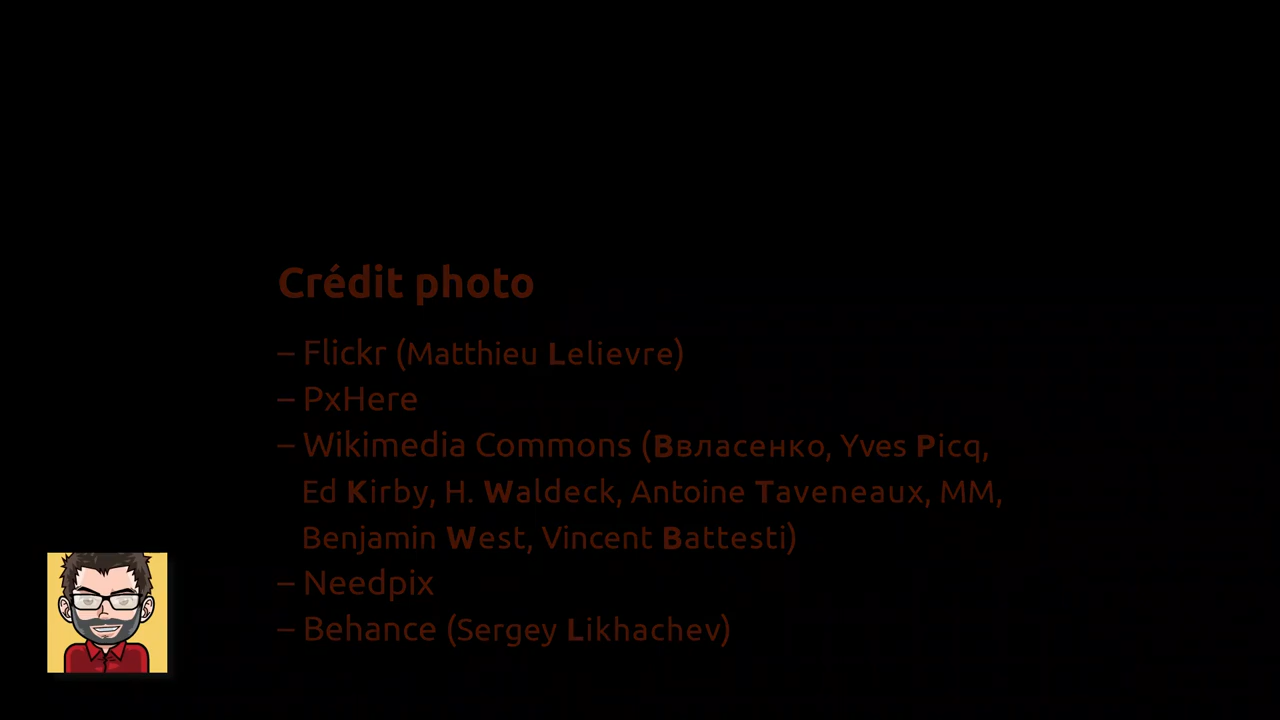 Crédit photo
– Flickr (Matthieu Lelievre)
– PxHere
– Wikimedia Commons (Ввласенко, Yves Picq,
Ed Kirby, H. Waldeck, Antoine Taveneaux, MM,
Benjamin West, Vincent Battesti)
– Needpix
– Behance (Sergey Likhachev)